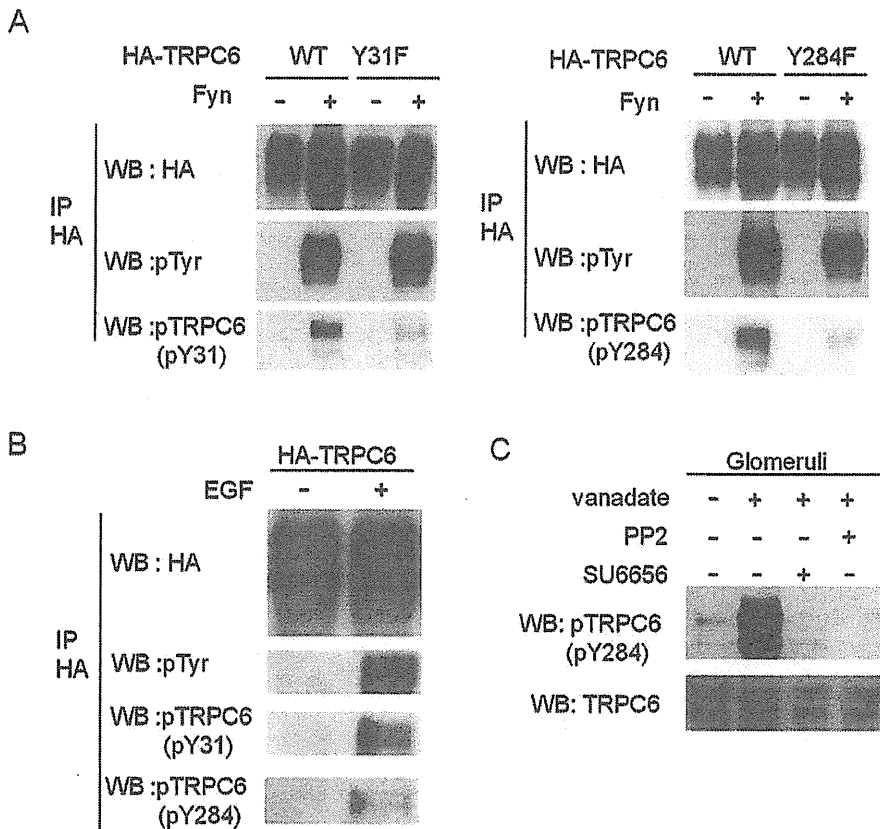 A
HA-TRPC6 WT Y31F
Fyn - + - +
IP HA
WB : HA
WB :pTyr
WB :pTRPC6
(pY31)
HA-TRPC6 WT Y284F
Fyn - + - +
IP HA
WB : HA
WB :pTyr
WB :pTRPC6
(pY284)
B
HA-TRPC6
EGF - +
IP HA
WB : HA
WB :pTyr
WB :pTRPC6
(pY31)
WB :pTRPC6
(pY284)
C
Glomeruli
vanadate - + + +
PP2 - - - +
SU6656 - - + -
WB: pTRPC6
(pY284)
WB: TRPC6